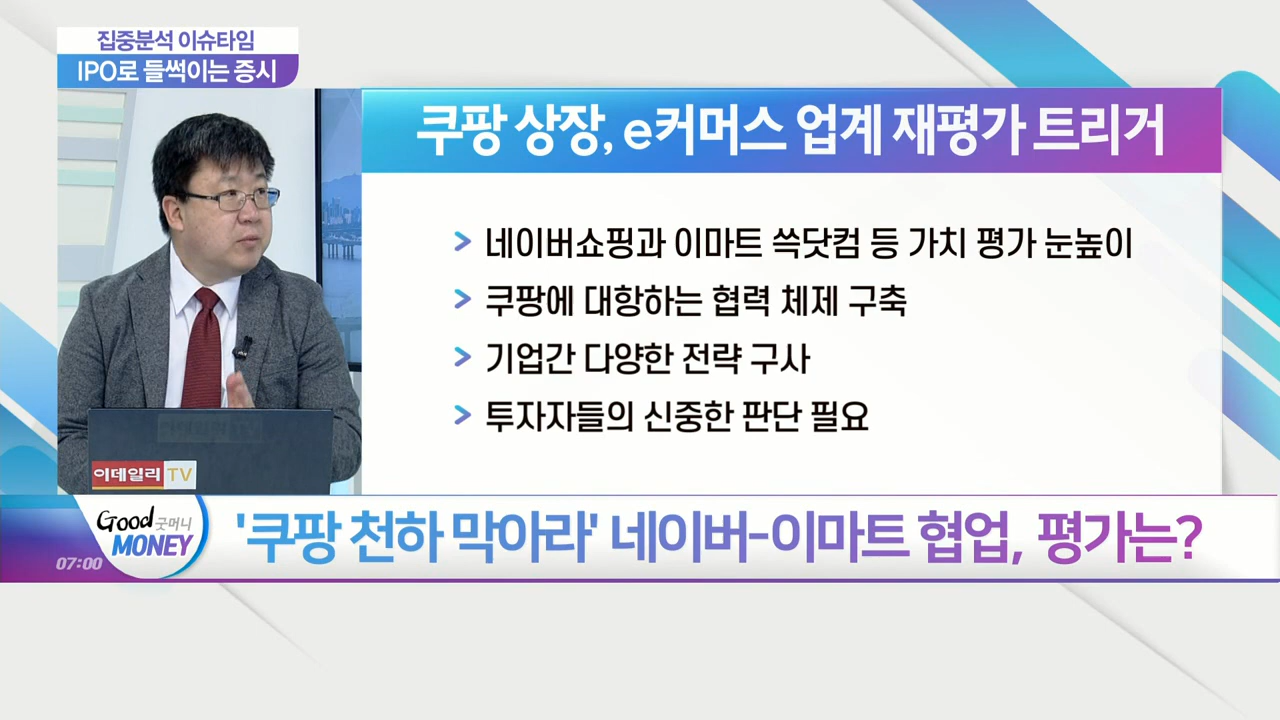 집중분석 이슈타임
IPO로 들썩이는 증시
쿠팡 상장, e커머스 업계 재평가 트리거
> 네이버쇼핑과 이마트 쓱닷컴 등 가치 평가 눈높이
> 쿠팡에 대항하는 협력 체제 구축
> 기업간 다양한 전략 구사
> 투자자들의 신중한 판단 필요
이데일리TV
Good 굿머니
MONEY
07:00
'쿠팡 천하 막아라' 네이버-이마트 협업, 평가는?